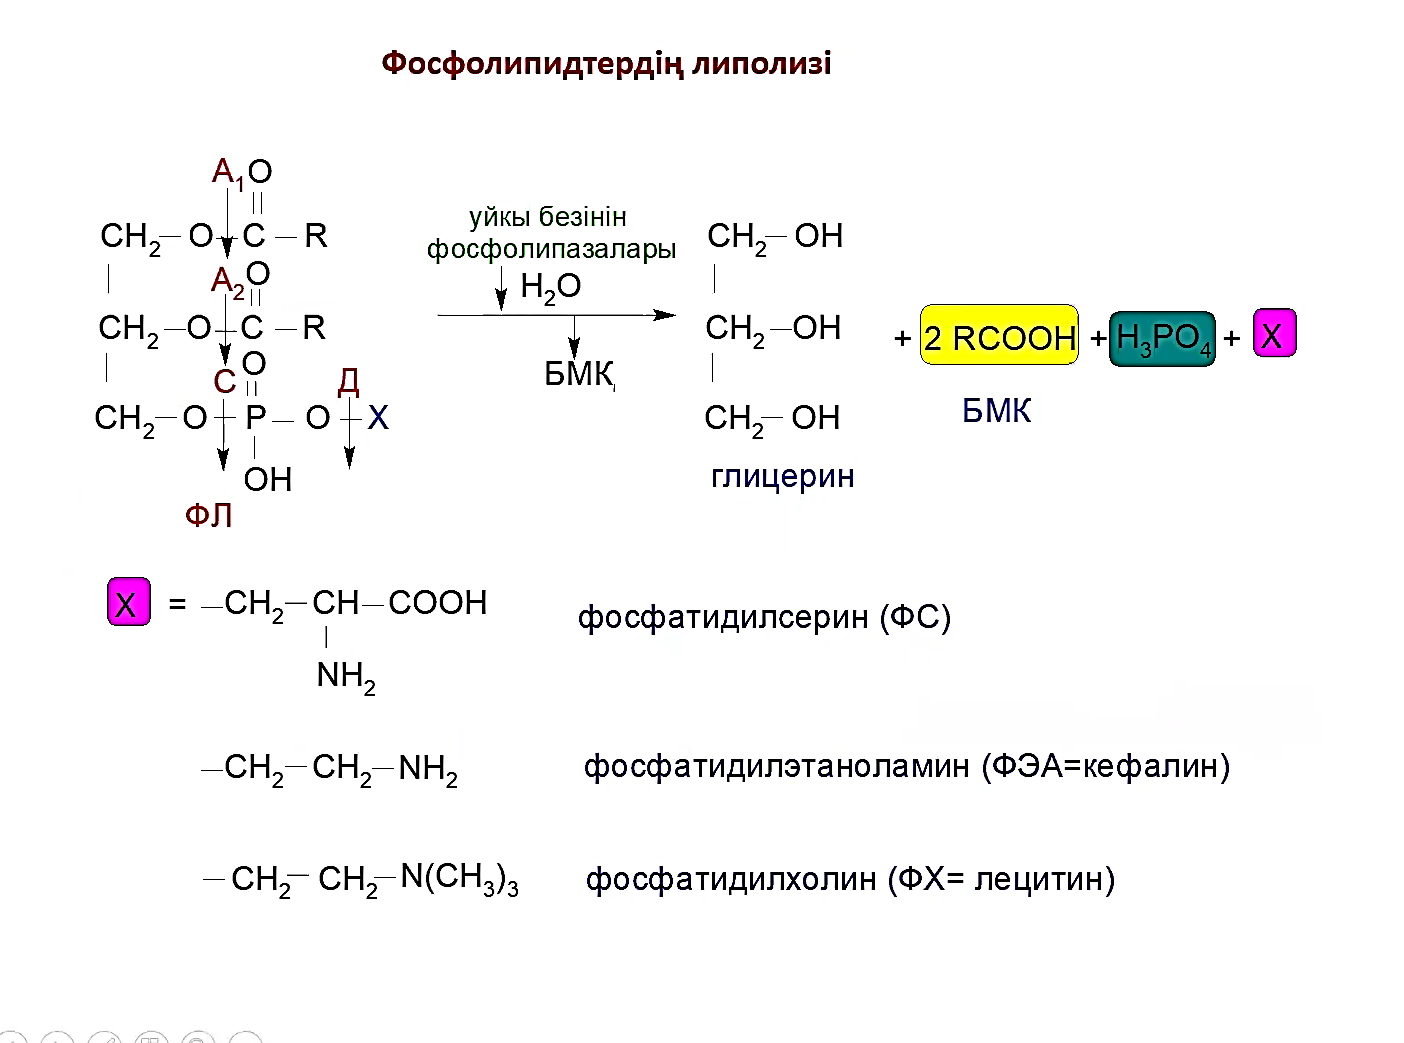 Фосфолипидтердің липолизі
A1 O
CH2 – O – C – R
A2 O
CH2 – O – C – R
C O Д
CH2 – O – P – O – X
OH
ФЛ
уйкы безінін
фосфолипазалары
H2O
БМК
CH2 – OH
CH2 – OH
CH2 – OH
глицерин
+ 2 RCOOH + H3PO4 + X
БМК
X = –CH2–CH–COOH
NH2
фосфатидилсерин (ФС)
–CH2–CH2–NH2 фосфатидилэтаноламин (ФЭА=кефалин)
–CH2–CH2–N(CH3)3 фосфатидилхолин (ФХ= лецитин)